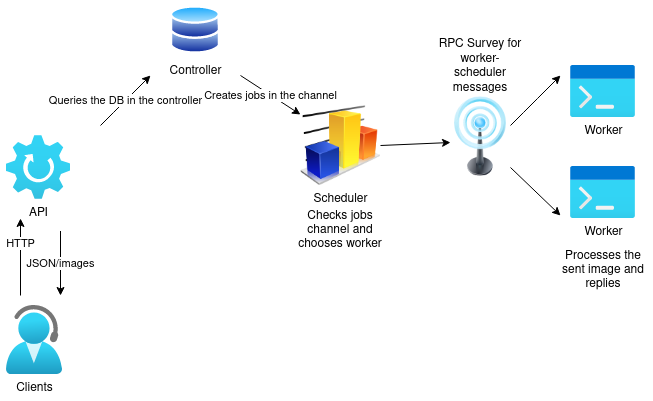 RPC Survey for
worker-
scheduler
messages
Controller
Queries the DB in the controller
Creates jobs in the channel
Worker
Scheduler
Checks jobs
channel and
chooses worker
API
HTTP
JSON/images
Worker
Processes the
sent image and
replies
Clients